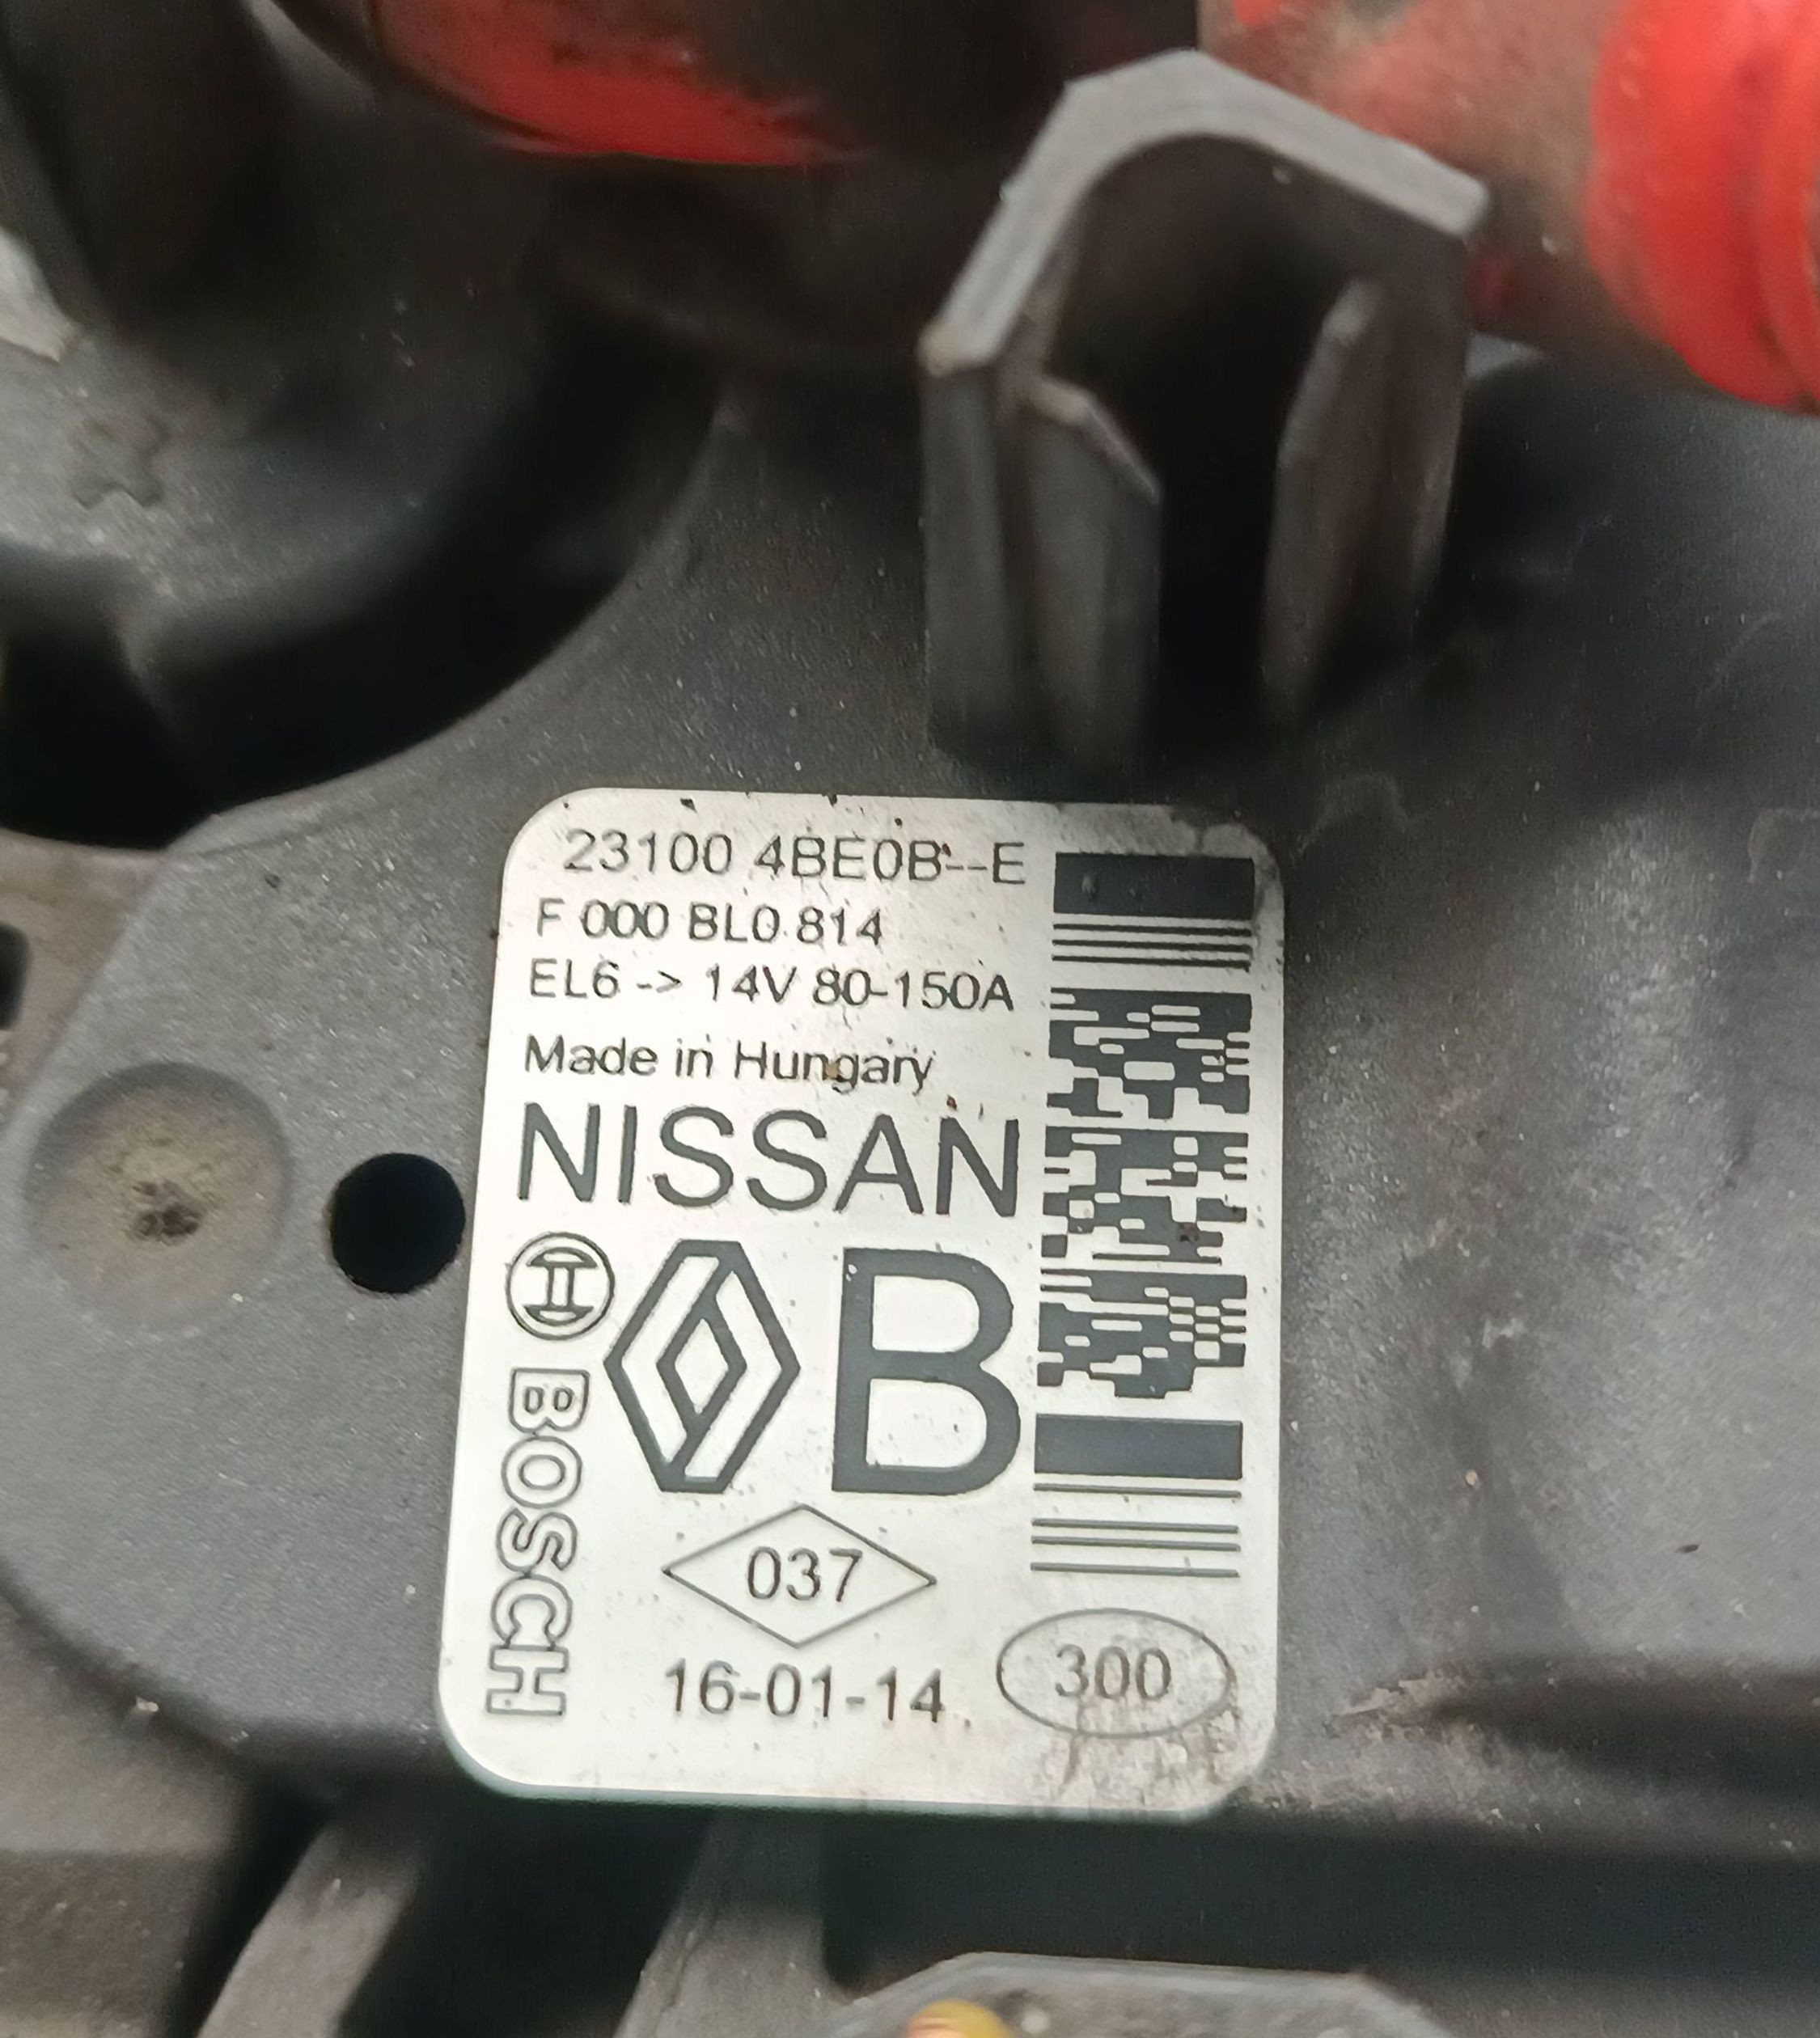 23100 4BE0B--E
F 000 BL0 814
EL6 -> 14V 80-150A
Made in Hungary
NISSAN
B
BOSCH
037
16-01-14
300